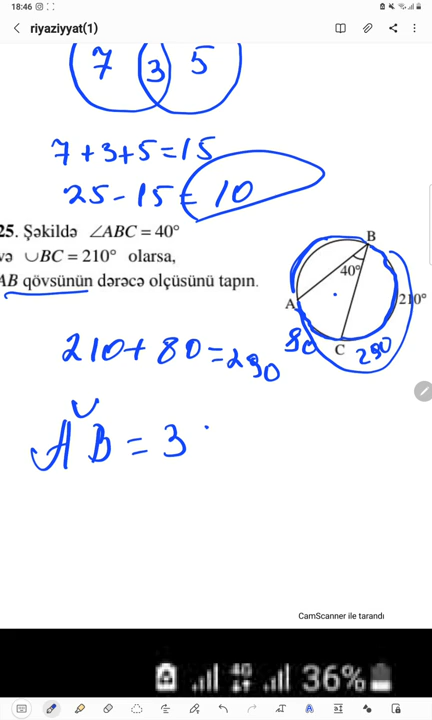 18:46
riyaziyyat(1)
7 3 5
7+3+5=15
25-15= 10
25. Şəkildə ∠ABC = 40°
və ∪BC = 210° olarsa,
AB qövsünün dərəcə olçüsünü tapın.
B
40°
A
210°
80
C
290
210+80=290
AB = 3
CamScanner ile tarandı
4G 36%